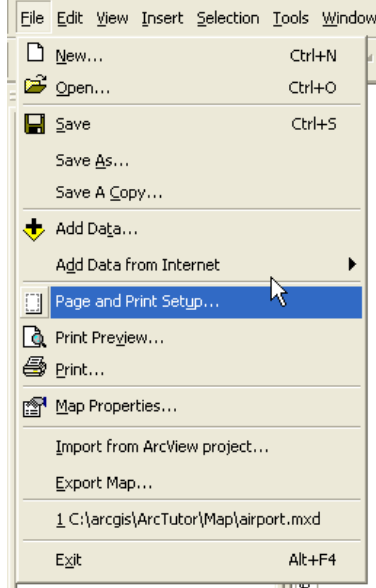 File Edit View Insert Selection Tools Window
New... Ctrl+N
Open... Ctrl+O
Save Ctrl+S
Save As...
Save A Copy...
Add Data...
Add Data from Internet
Page and Print Setup...
Print Preview...
Print...
Map Properties...
Import from ArcView project...
Export Map...
1 C:\arcgis\ArcTutor\Map\airport.mxd
Exit Alt+F4